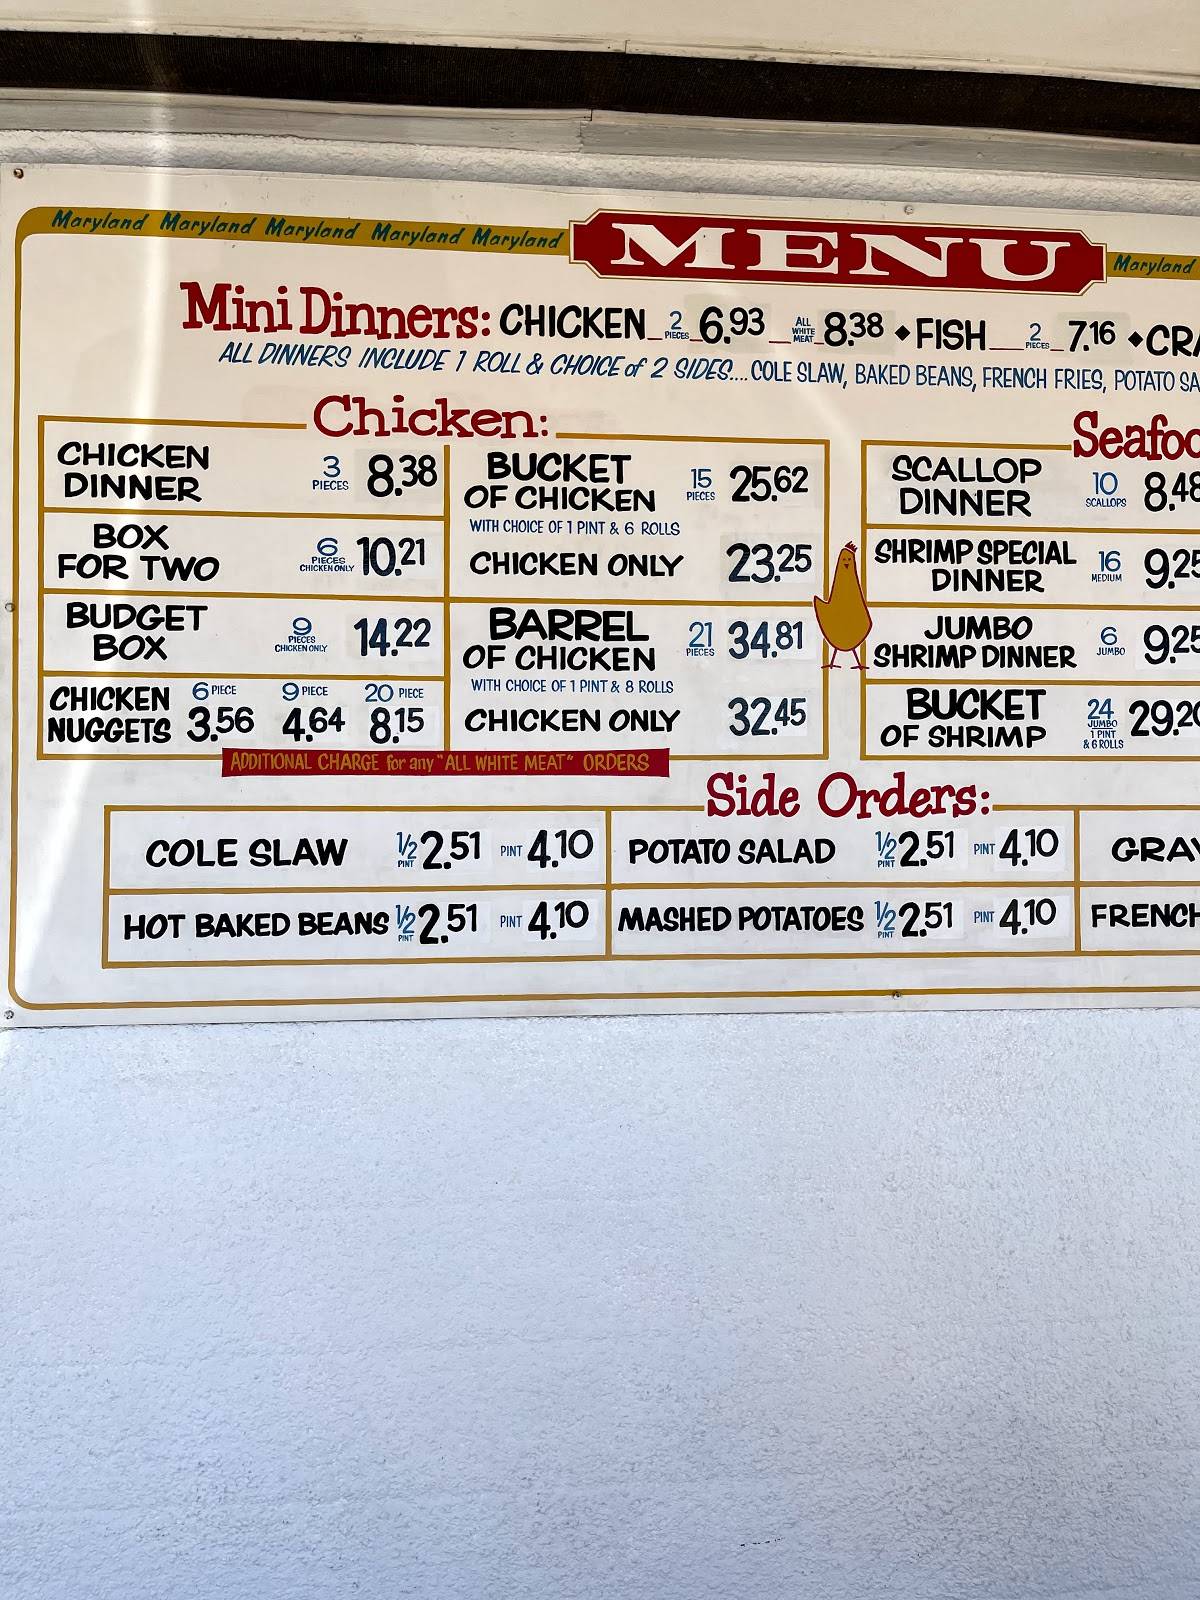 Maryland Maryland Maryland Maryland Maryland MENU Maryland
Mini Dinners: CHICKEN 2 PIECES 6.93 ALL WHITE MEAT 8.38 ◆ FISH 2 PIECES 7.16 ◆ CRA
ALL DINNERS INCLUDE 1 ROLL & CHOICE of 2 SIDES.... COLE SLAW, BAKED BEANS, FRENCH FRIES, POTATO SA
Chicken:
CHICKEN DINNER 3 PIECES 8.38
BOX FOR TWO 6 PIECES CHICKEN ONLY 10.21
BUDGET BOX 9 PIECES CHICKEN ONLY 14.22
CHICKEN NUGGETS 6 PIECE 3.56 9 PIECE 4.64 20 PIECE 8.15
BUCKET OF CHICKEN 15 PIECES 25.62
WITH CHOICE OF 1 PINT & 6 ROLLS
CHICKEN ONLY 23.25
BARREL OF CHICKEN 21 PIECES 34.81
WITH CHOICE OF 1 PINT & 8 ROLLS
CHICKEN ONLY 32.45
ADDITIONAL CHARGE for any "ALL WHITE MEAT" ORDERS
Seafoo
SCALLOP DINNER 10 SCALLOPS 8.48
SHRIMP SPECIAL DINNER 16 MEDIUM 9.25
JUMBO SHRIMP DINNER 6 JUMBO 9.25
BUCKET OF SHRIMP 24 JUMBO 1 PINT & 6 ROLLS 29.20
Side Orders:
COLE SLAW 1/2 PINT 2.51 PINT 4.10
POTATO SALAD 1/2 PINT 2.51 PINT 4.10
GRAV
HOT BAKED BEANS 1/2 PINT 2.51 PINT 4.10
MASHED POTATOES 1/2 PINT 2.51 PINT 4.10
FRENCH